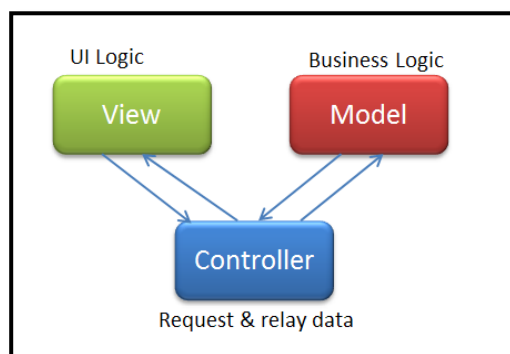 UI Logic
Business Logic
View
Model
Controller
Request & relay data